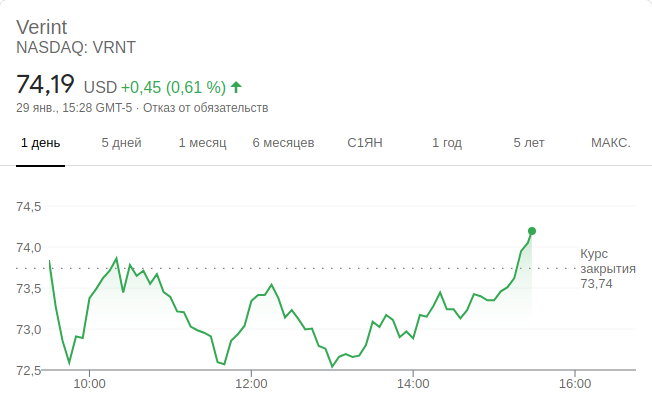 Verint
NASDAQ: VRNT
74,19 USD +0,45 (0,61 %)
29 янв., 15:28 GMT-5 · Отказ от обязательств
1 день 5 дней 1 месяц 6 месяцев С1ЯН 1 год 5 лет МАКС.
74,5
74,0
73,5
73,0
72,5
Курс
закрытия
73,74
10:00 12:00 14:00 16:00